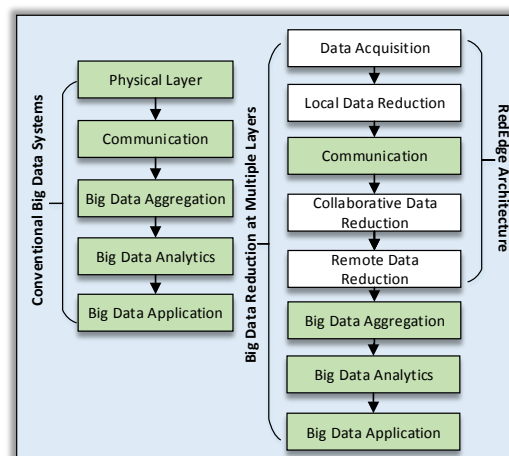 Conventional Big Data Systems
Physical Layer
Communication
Big Data Aggregation
Big Data Analytics
Big Data Application
Big Data Reduction at Multiple Layers
Data Acquisition
Local Data Reduction
Communication
Collaborative Data
Reduction
Remote Data
Reduction
Big Data Aggregation
Big Data Analytics
Big Data Application
RedEdge
Architecture